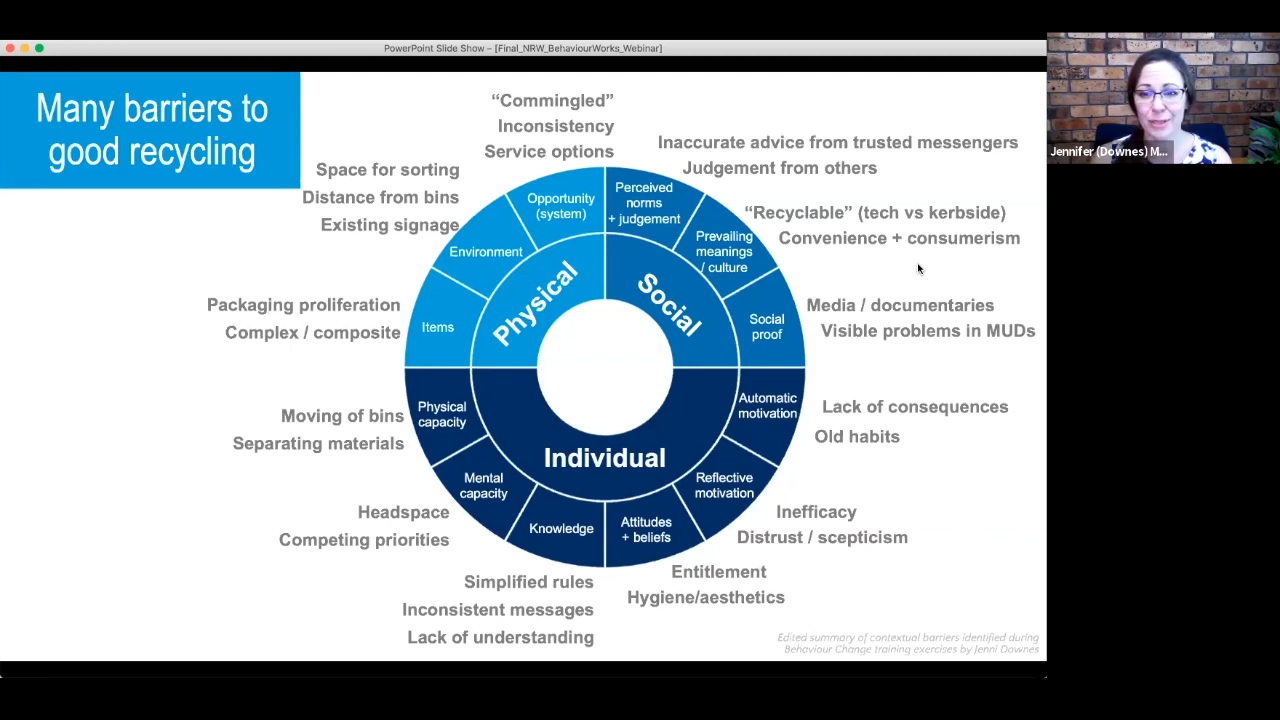 PowerPoint Slide Show – [Final_NRW_BehaviourWorks_Webinar]
Many barriers to
good recycling
“Commingled”
Inconsistency
Service options
Space for sorting
Distance from bins
Existing signage
Packaging proliferation
Complex / composite
Moving of bins
Separating materials
Headspace
Competing priorities
Simplified rules
Inconsistent messages
Lack of understanding
Inaccurate advice from trusted messengers
Judgement from others
“Recyclable” (tech vs kerbside)
Convenience + consumerism
Media / documentaries
Visible problems in MUDs
Lack of consequences
Old habits
Inefficacy
Distrust / scepticism
Entitlement
Hygiene/aesthetics
Opportunity
(system)
Environment
Items
Physical
Perceived
norms
+ judgement
Prevailing
meanings
/ culture
Social
proof
Social
Automatic
motivation
Reflective
motivation
Attitudes
+ beliefs
Knowledge
Mental
capacity
Physical
capacity
Individual
Edited summary of contextual barriers identified during
Behaviour Change training exercises by Jenni Downes
Jennifer (Downes) M...